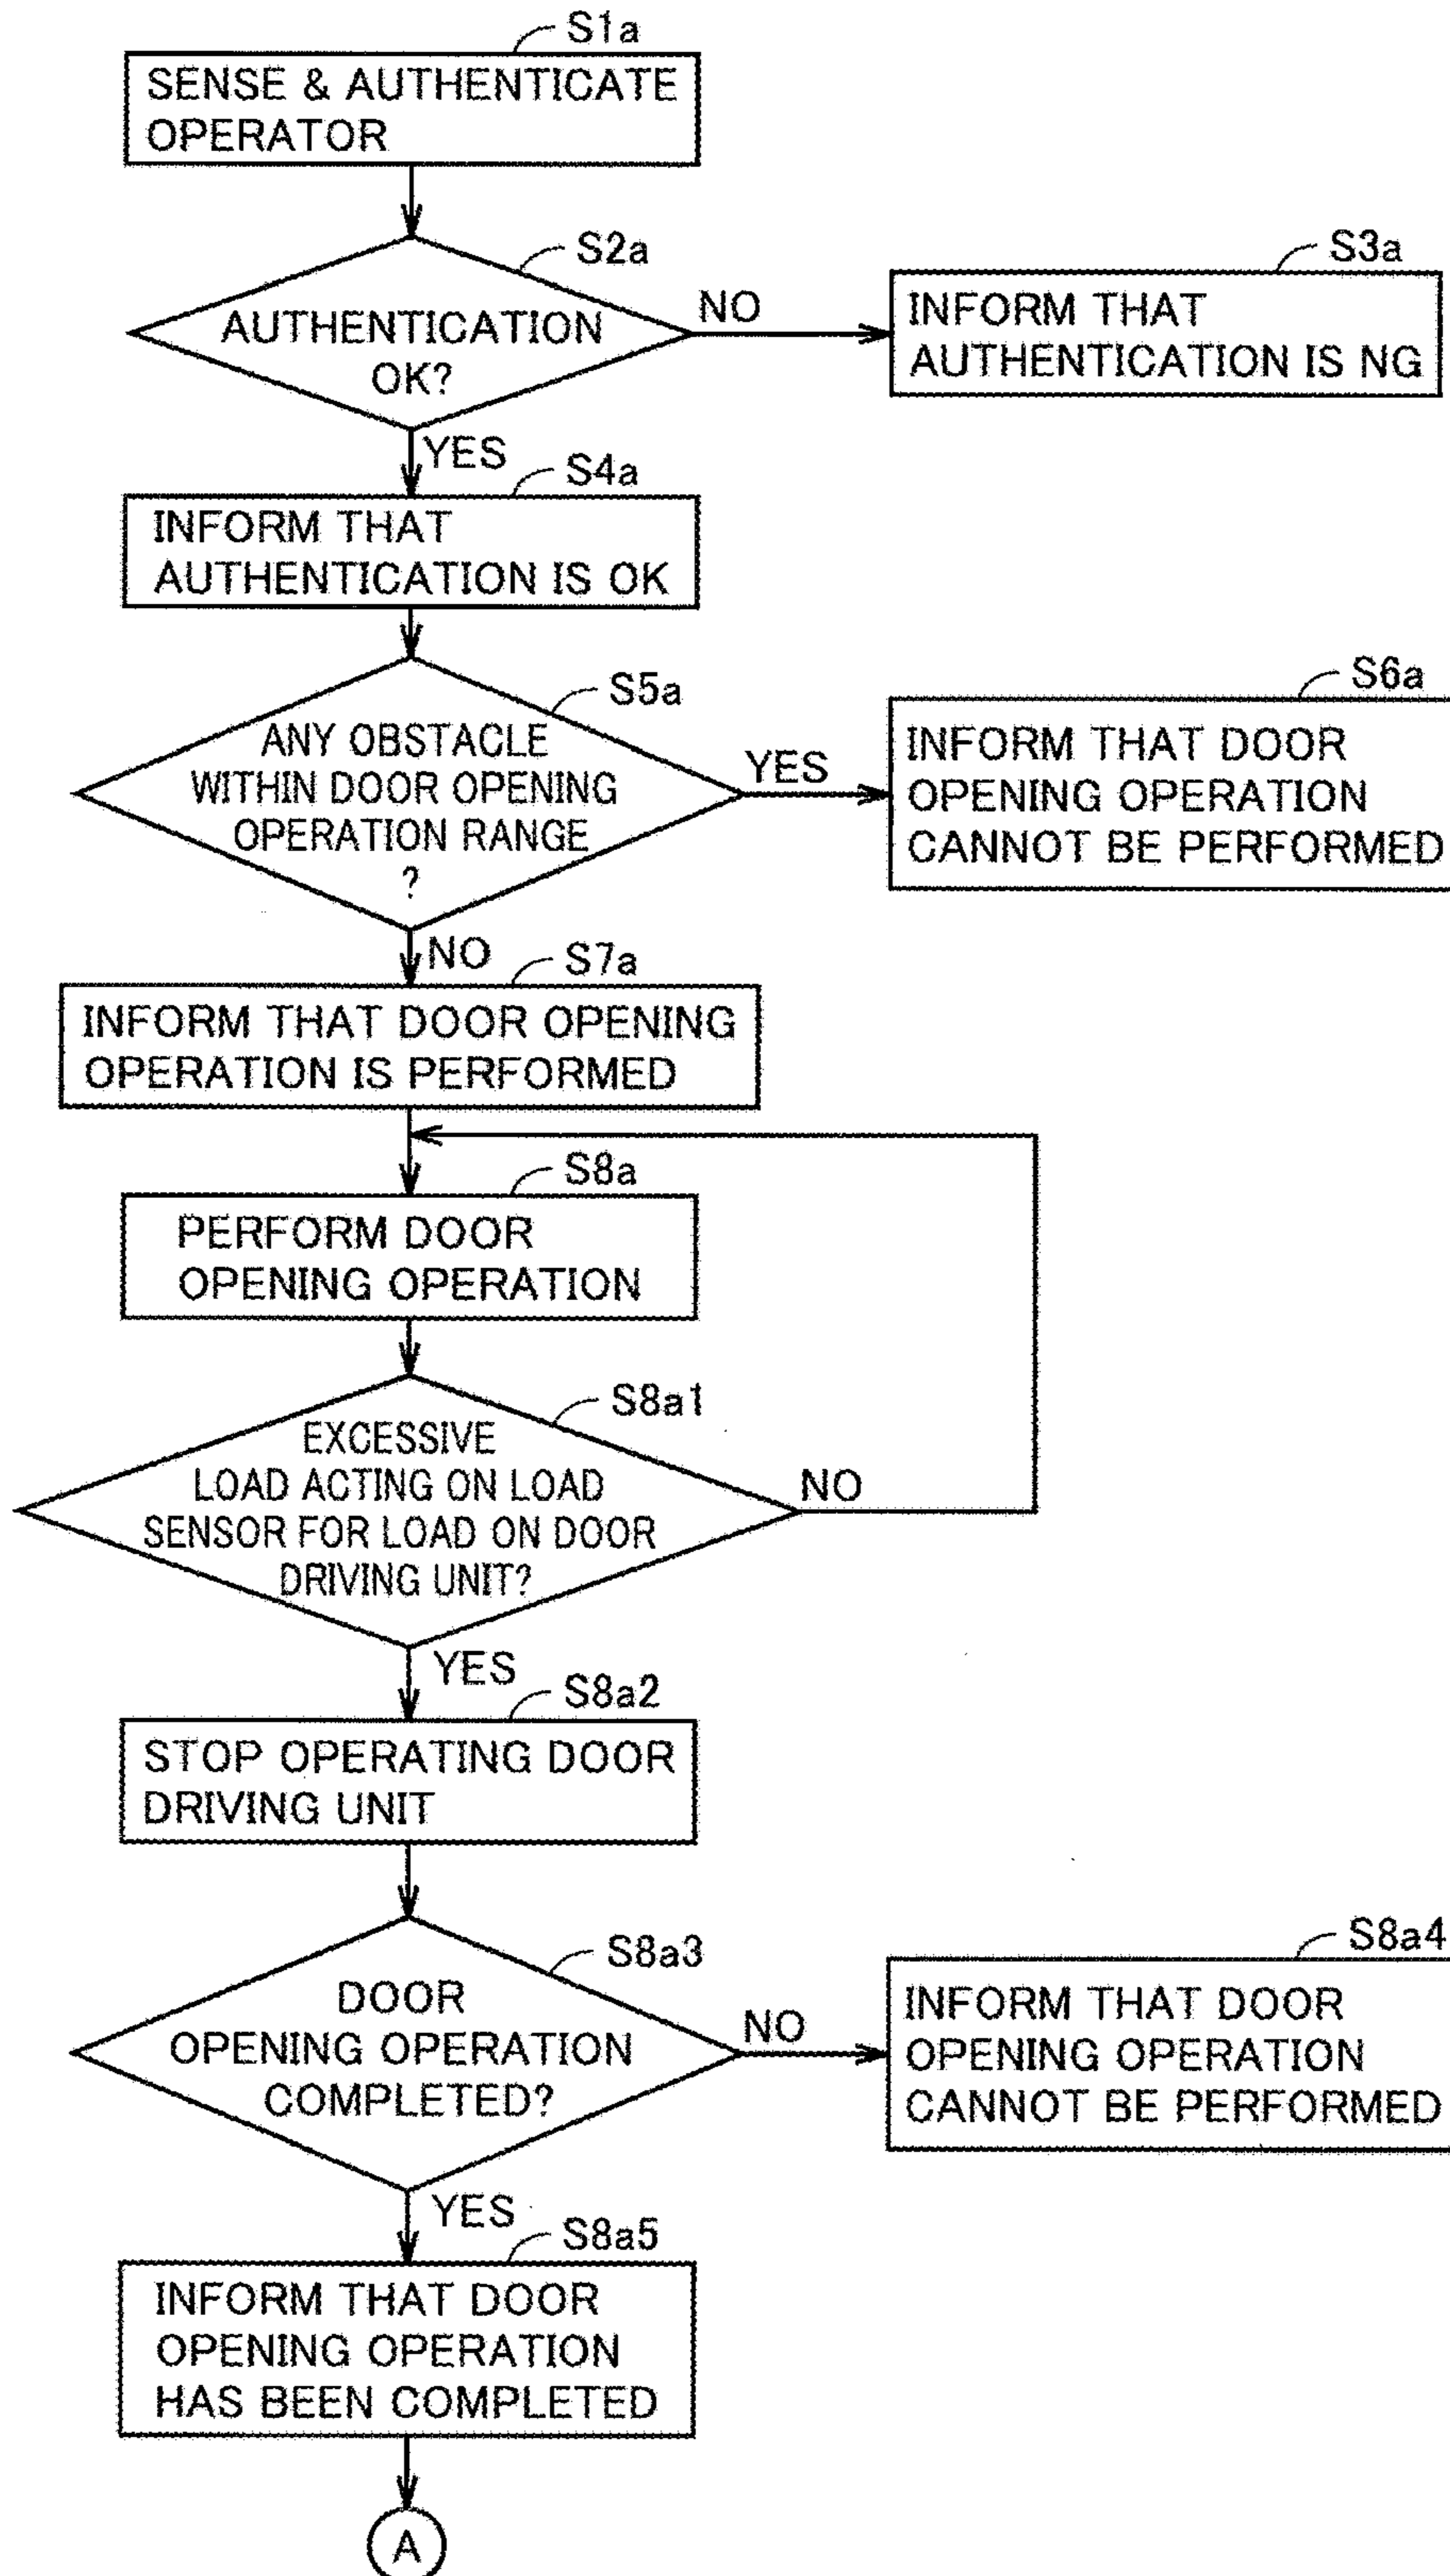 S1a
SENSE & AUTHENTICATE
OPERATOR
S2a
AUTHENTICATION
OK?
NO
S3a
INFORM THAT
AUTHENTICATION IS NG
YES
S4a
INFORM THAT
AUTHENTICATION IS OK
S5a
ANY OBSTACLE
WITHIN DOOR OPENING
OPERATION RANGE
?
YES
S6a
INFORM THAT DOOR
OPENING OPERATION
CANNOT BE PERFORMED
NO
S7a
INFORM THAT DOOR OPENING
OPERATION IS PERFORMED
S8a
PERFORM DOOR
OPENING OPERATION
S8a1
EXCESSIVE
LOAD ACTING ON LOAD
SENSOR FOR LOAD ON DOOR
DRIVING UNIT?
NO
YES
S8a2
STOP OPERATING DOOR
DRIVING UNIT
S8a3
DOOR
OPENING OPERATION
COMPLETED?
NO
S8a4
INFORM THAT DOOR
OPENING OPERATION
CANNOT BE PERFORMED
YES
S8a5
INFORM THAT DOOR
OPENING OPERATION
HAS BEEN COMPLETED
A